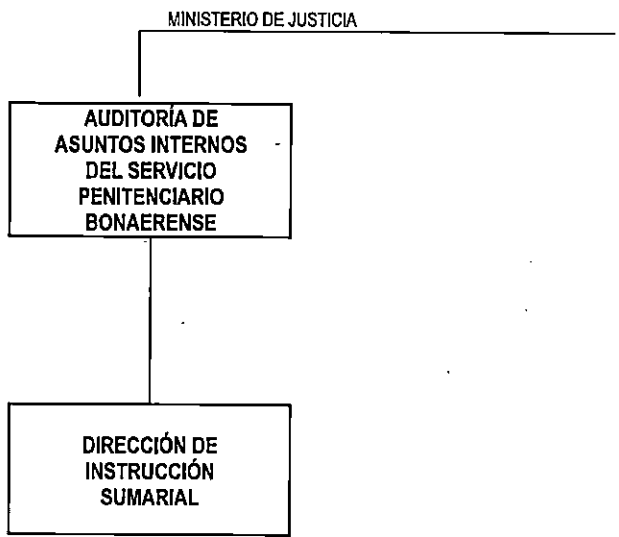 MINISTERIO DE JUSTICIA
AUDITORÍA DE
ASUNTOS INTERNOS
DEL SERVICIO
PENITENCIARIO
BONAERENSE
DIRECCIÓN DE
INSTRUCCIÓN
SUMARIAL